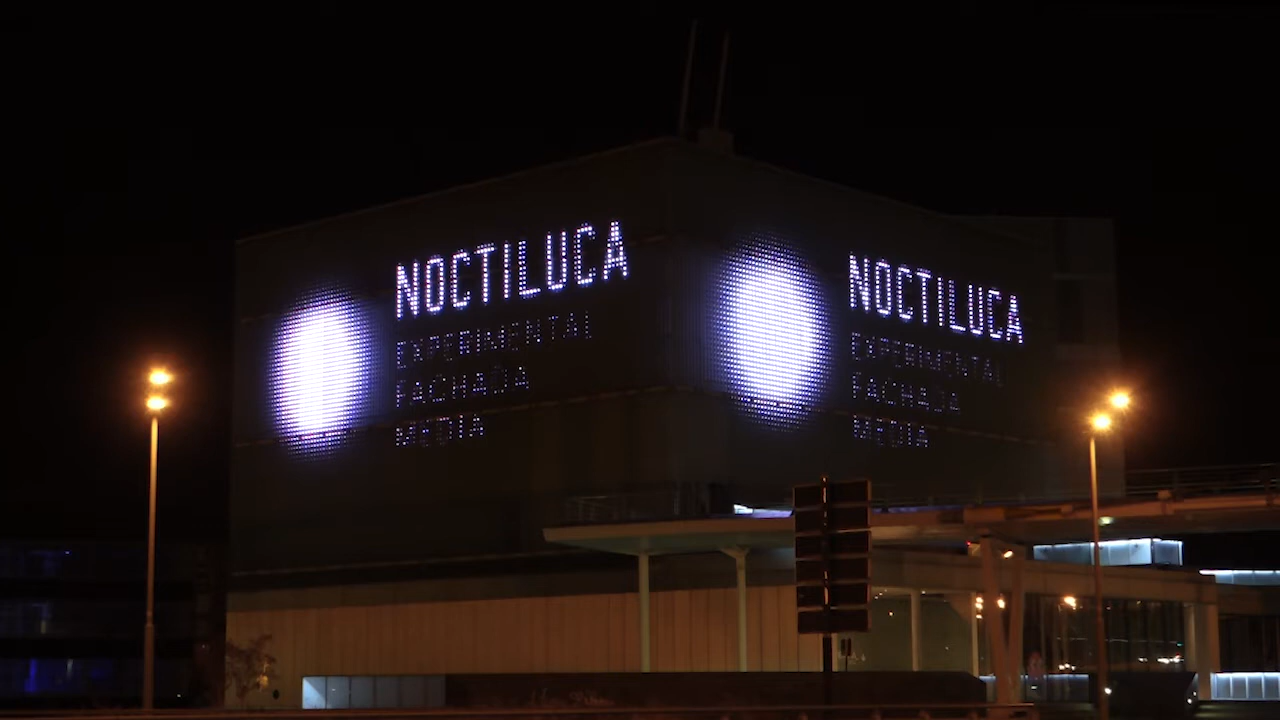 NOCTILUCA
EXPERIMENTAL
FACHADA
MEDIA
NOCTILUCA
EXPERIMENTAL
FACHADA
MEDIA